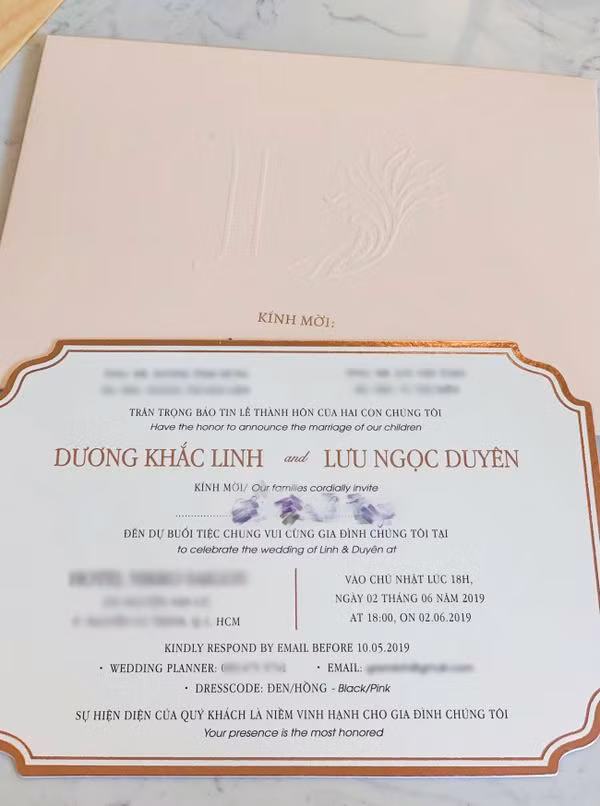 KÍNH MỜI:
TRÂN TRỌNG BÁO TIN LỄ THÀNH HÔN CỦA HAI CON CHÚNG TÔI
Have the honor to announce the marriage of our children
DƯƠNG KHẮC LINH and LƯU NGỌC DUYÊN
KÍNH MỜI/ Our families cordially invite
ĐẾN DỰ BUỔI TIỆC CHUNG VUI CÙNG GIA ĐÌNH CHÚNG TÔI TẠI
to celebrate the wedding of Linh & Duyên at
HCM
VÀO CHỦ NHẬT LÚC 18H,
NGÀY 02 THÁNG 06 NĂM 2019
AT 18:00, ON 02.06.2019
KINDLY RESPOND BY EMAIL BEFORE 10.05.2019
• WEDDING PLANNER: • EMAIL:
• DRESSCODE: ĐEN/HỒNG - Black/Pink
SỰ HIỆN DIỆN CỦA QUÝ KHÁCH LÀ NIỀM VINH HẠNH CHO GIA ĐÌNH CHÚNG TÔI
Your presence is the most honored